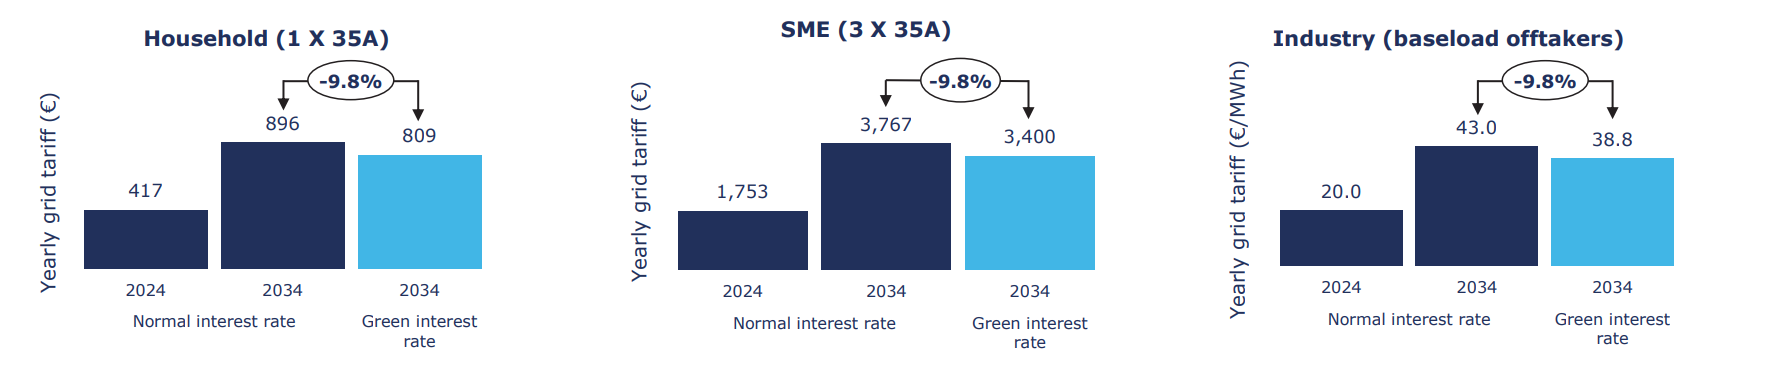 Household (1 X 35A)
Yearly grid tariff (€)
-9.8%
417
896
809
2024
2034
2034
Normal interest rate
Green interest
rate
SME (3 X 35A)
Yearly grid tariff (€)
-9.8%
1,753
3,767
3,400
2024
2034
2034
Normal interest rate
Green interest
rate
Industry (baseload offtakers)
Yearly grid tariff (€/MWh)
-9.8%
20.0
43.0
38.8
2024
2034
2034
Normal interest rate
Green interest
rate